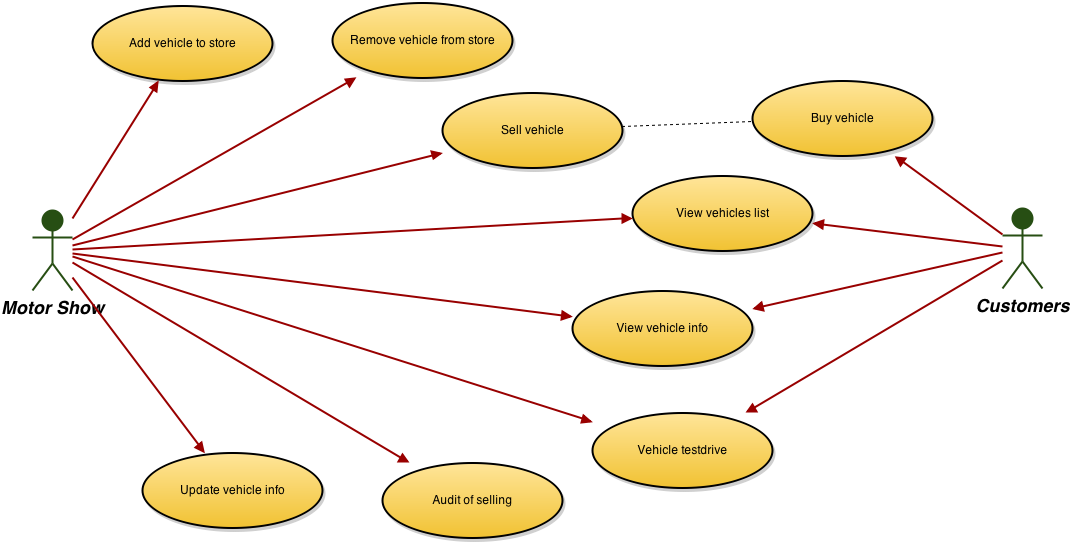 Add vehicle to store
Remove vehicle from store
Sell vehicle
Buy vehicle
View vehicles list
Motor Show
Customers
View vehicle info
Vehicle testdrive
Update vehicle info
Audit of selling